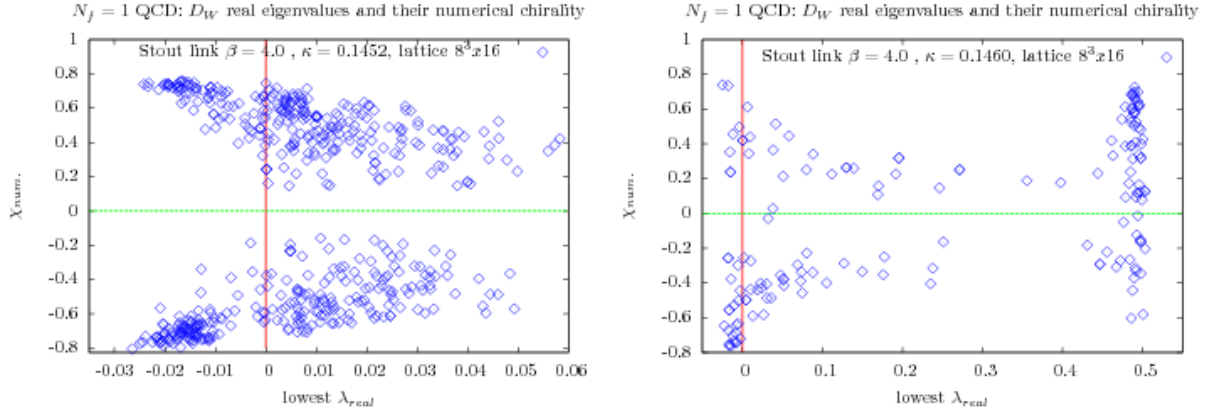 N_f = 1 QCD: D_W real eigenvalues and their numerical chirality
Stout link β = 4.0 , κ = 0.1452, lattice 8^3x16
1
0.8
0.6
0.4
0.2
0
-0.2
-0.4
-0.6
-0.8
χ_num.
-0.03 -0.02 -0.01 0 0.01 0.02 0.03 0.04 0.05 0.06
lowest λ_real
N_f = 1 QCD: D_W real eigenvalues and their numerical chirality
Stout link β = 4.0 , κ = 0.1460, lattice 8^3x16
1
0.8
0.6
0.4
0.2
0
-0.2
-0.4
-0.6
-0.8
χ_num.
0 0.1 0.2 0.3 0.4 0.5
lowest λ_real